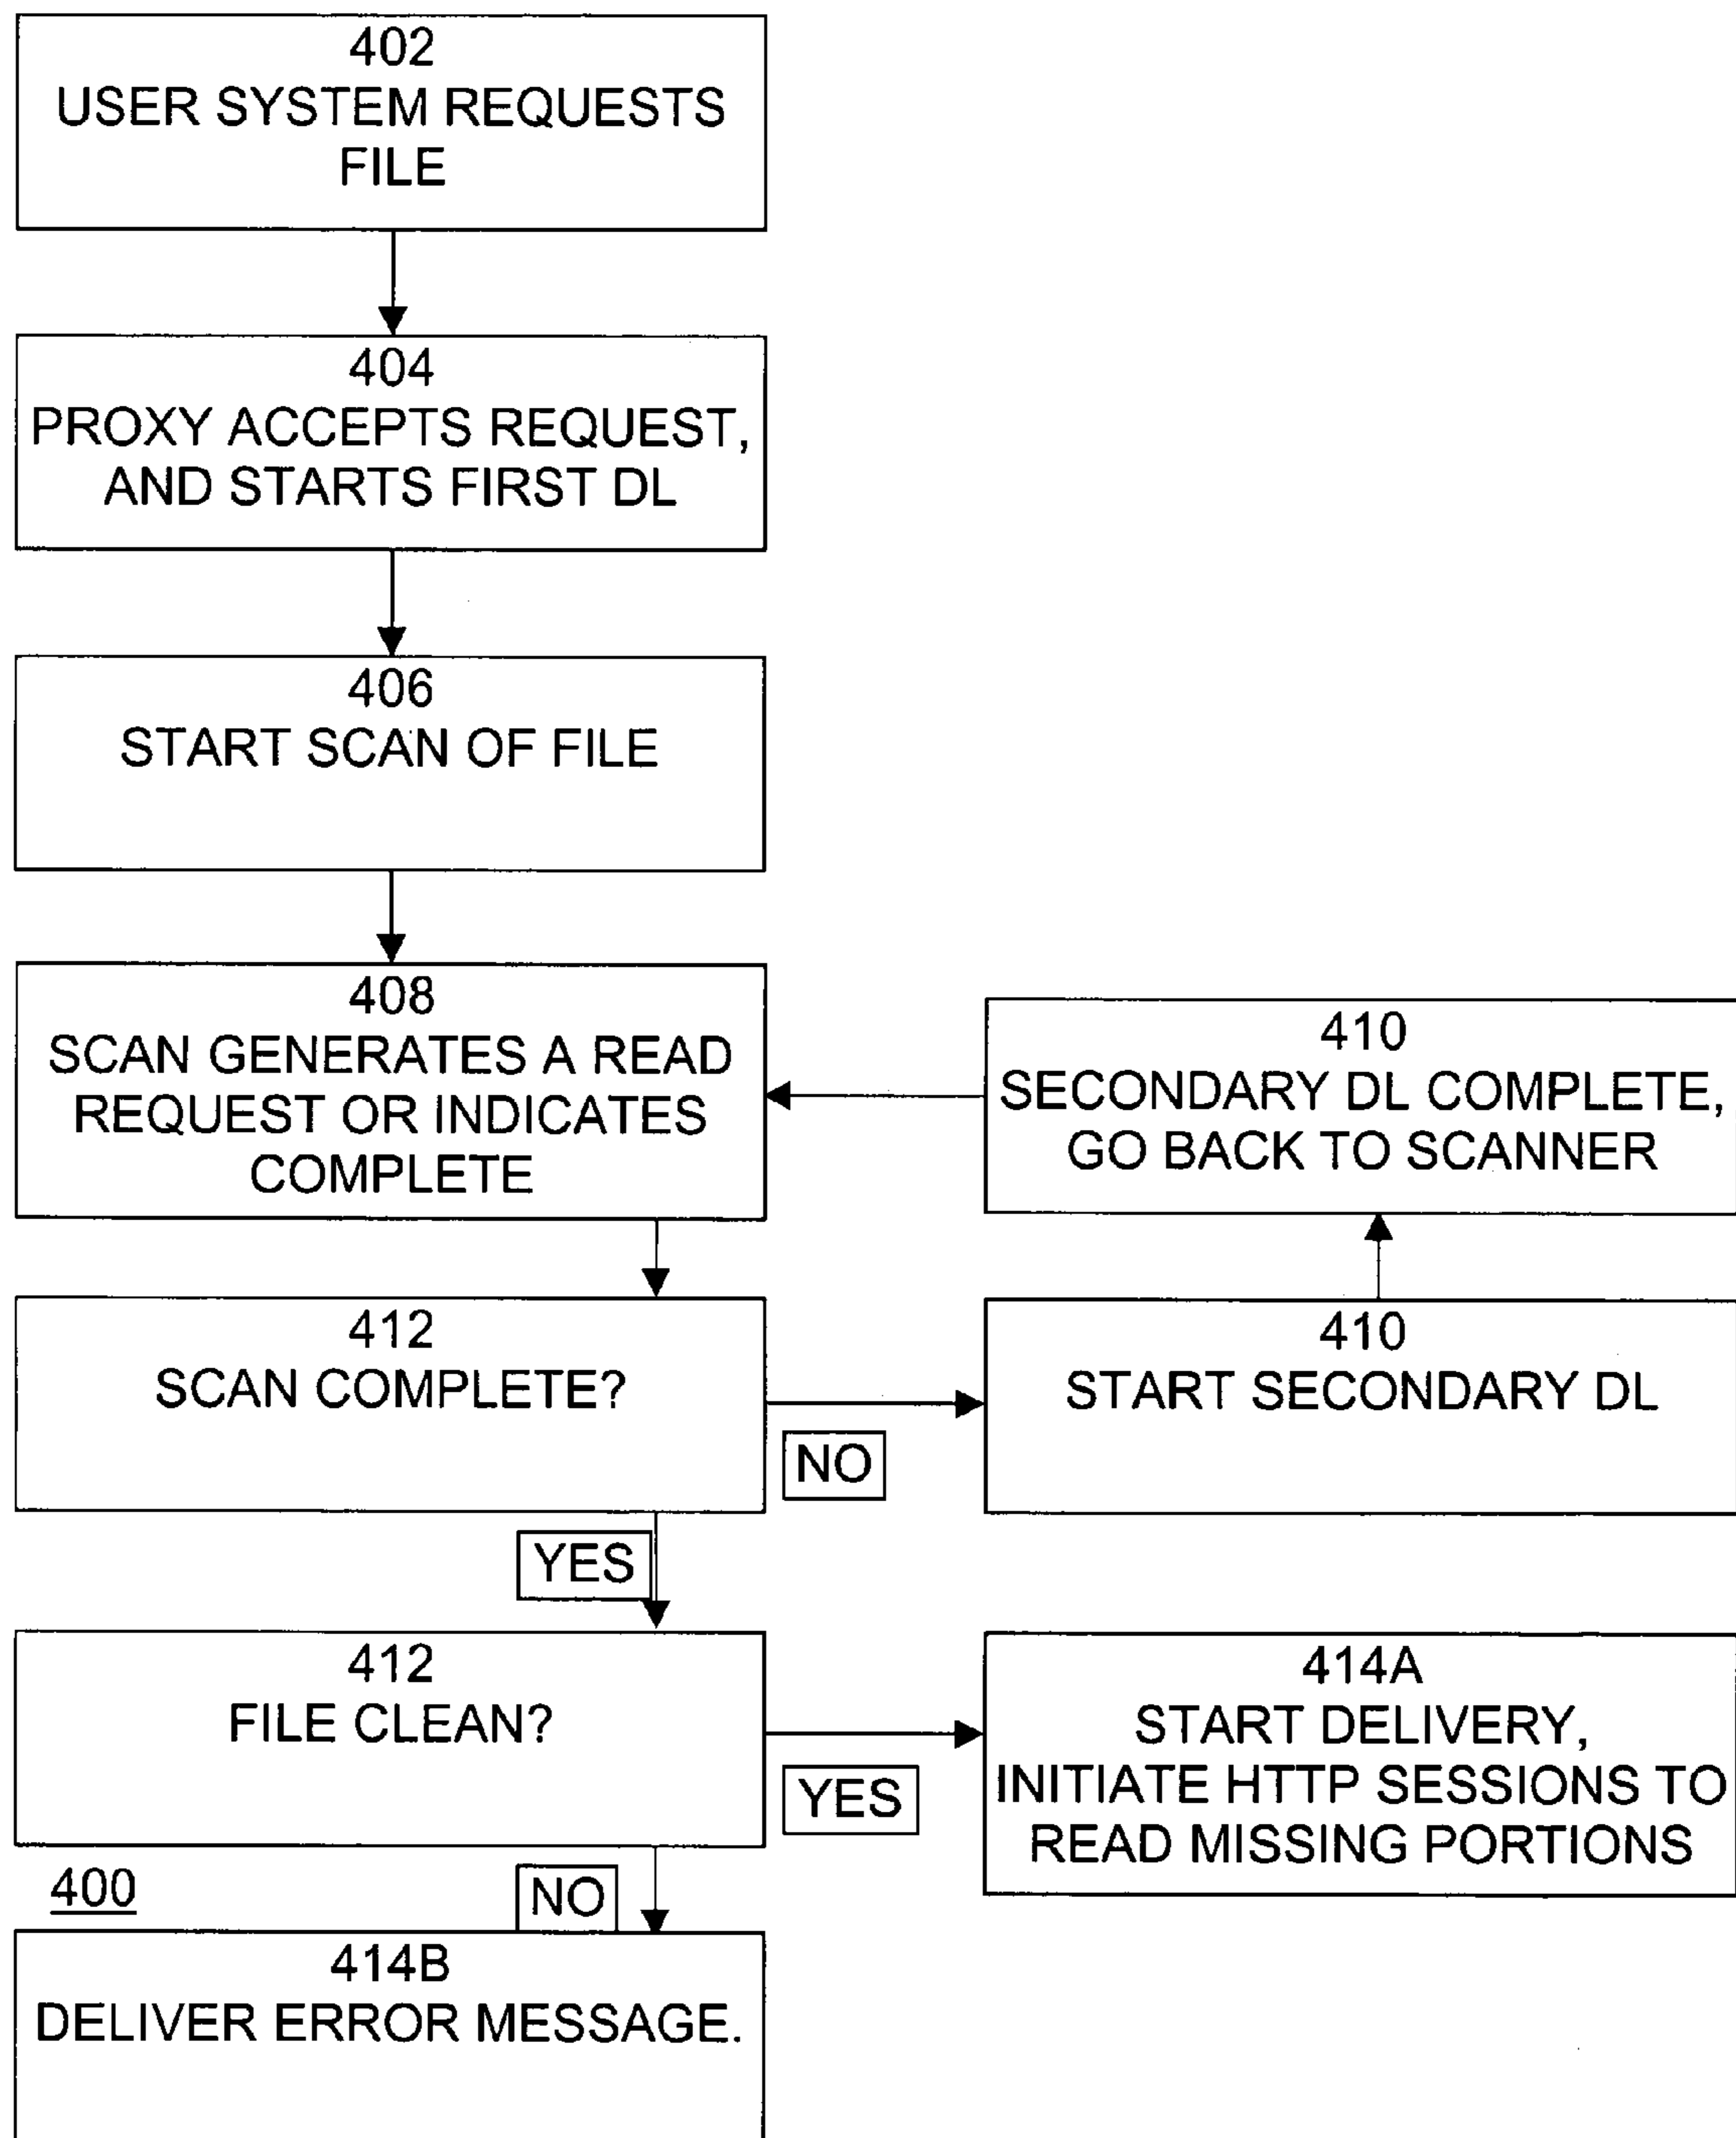 402
USER SYSTEM REQUESTS
FILE
404
PROXY ACCEPTS REQUEST,
AND STARTS FIRST DL
406
START SCAN OF FILE
408
SCAN GENERATES A READ
REQUEST OR INDICATES
COMPLETE
410
SECONDARY DL COMPLETE,
GO BACK TO SCANNER
412
SCAN COMPLETE?
NO
410
START SECONDARY DL
YES
412
FILE CLEAN?
YES
414A
START DELIVERY,
INITIATE HTTP SESSIONS TO
READ MISSING PORTIONS
400
NO
414B
DELIVER ERROR MESSAGE.